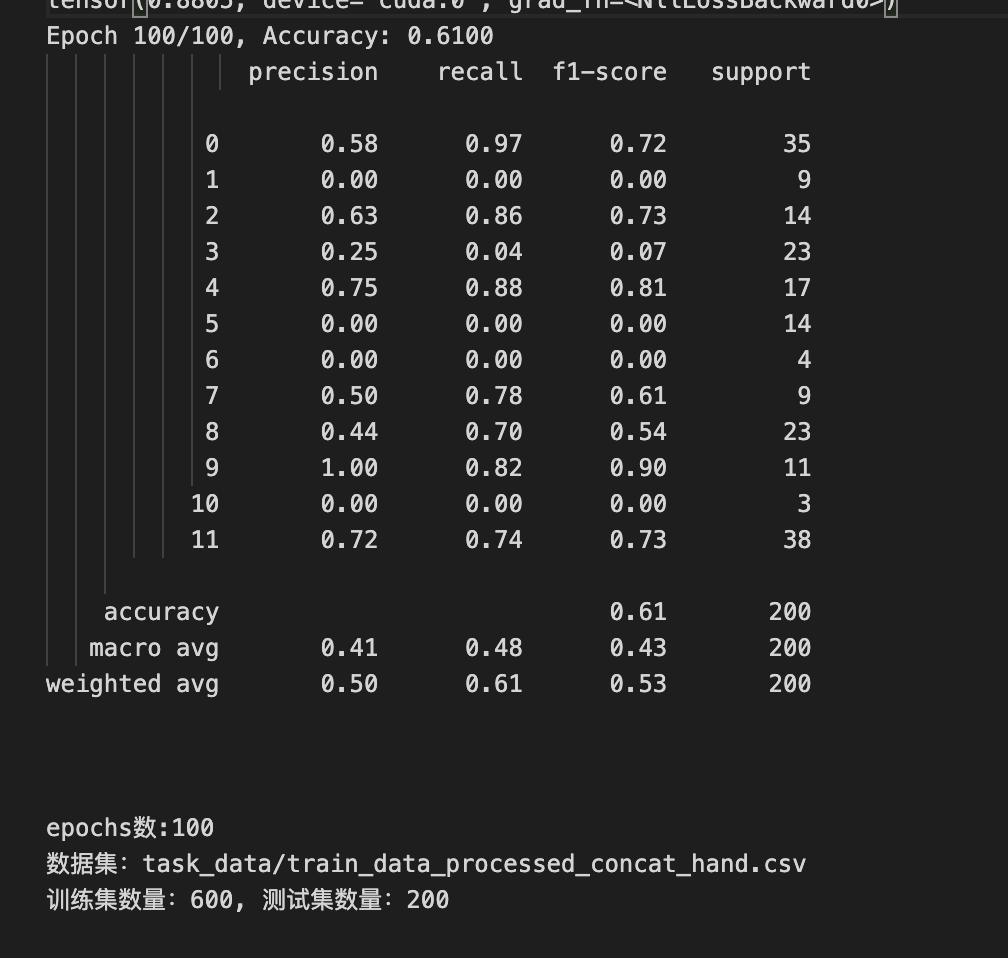 tensor(0.8805, device='cuda:0', grad_fn=<NllLossBackward0>)
Epoch 100/100, Accuracy: 0.6100
precision recall f1-score support
0 0.58 0.97 0.72 35
1 0.00 0.00 0.00 9
2 0.63 0.86 0.73 14
3 0.25 0.04 0.07 23
4 0.75 0.88 0.81 17
5 0.00 0.00 0.00 14
6 0.00 0.00 0.00 4
7 0.50 0.78 0.61 9
8 0.44 0.70 0.54 23
9 1.00 0.82 0.90 11
10 0.00 0.00 0.00 3
11 0.72 0.74 0.73 38
accuracy 0.61 200
macro avg 0.41 0.48 0.43 200
weighted avg 0.50 0.61 0.53 200
epochs数:100
数据集：task_data/train_data_processed_concat_hand.csv
训练集数量：600, 测试集数量：200